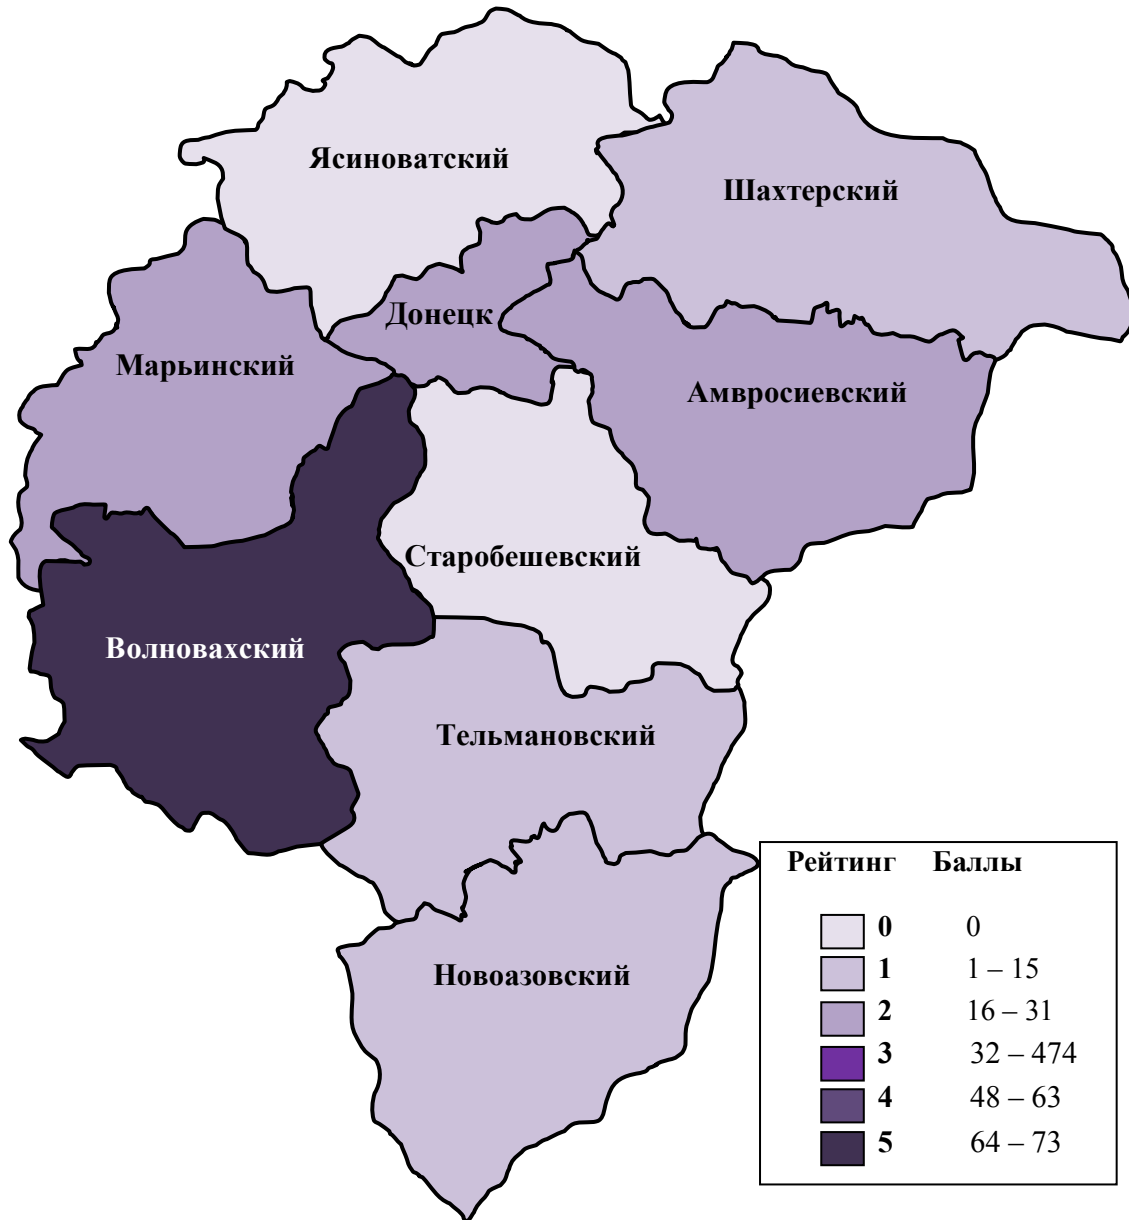 Ясиноватский
Шахтерский
Донецк
Марьинский
Амвросиевский
Старобешевский
Волновахский
Тельмановский
Новоазовский
Рейтинг Баллы
0 0
1 1 – 15
2 16 – 31
3 32 – 474
4 48 – 63
5 64 – 73